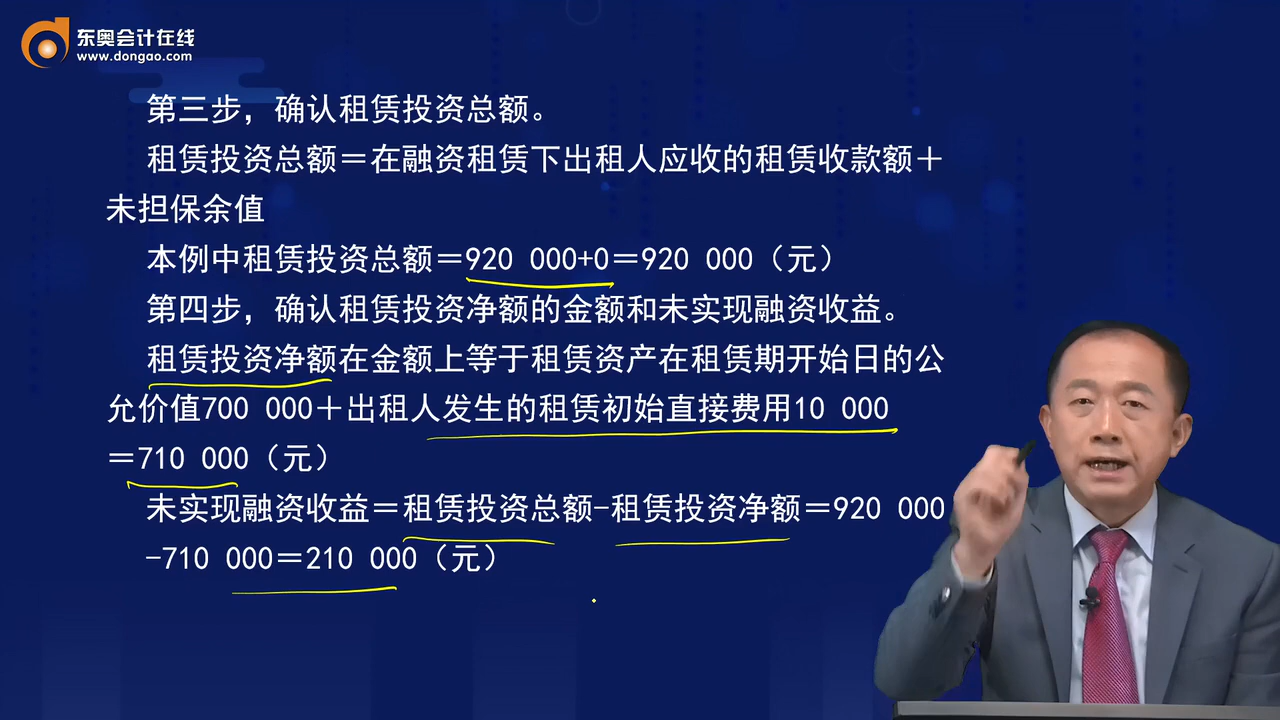 东奥会计在线
www.dongao.com
第三步，确认租赁投资总额。
租赁投资总额＝在融资租赁下出租人应收的租赁收款额＋
未担保余值
本例中租赁投资总额＝920 000+0＝920 000（元）
第四步，确认租赁投资净额的金额和未实现融资收益。
租赁投资净额在金额上等于租赁资产在租赁期开始日的公
允价值700 000＋出租人发生的租赁初始直接费用10 000
＝710 000（元）
未实现融资收益＝租赁投资总额-租赁投资净额＝920 000
-710 000＝210 000（元）